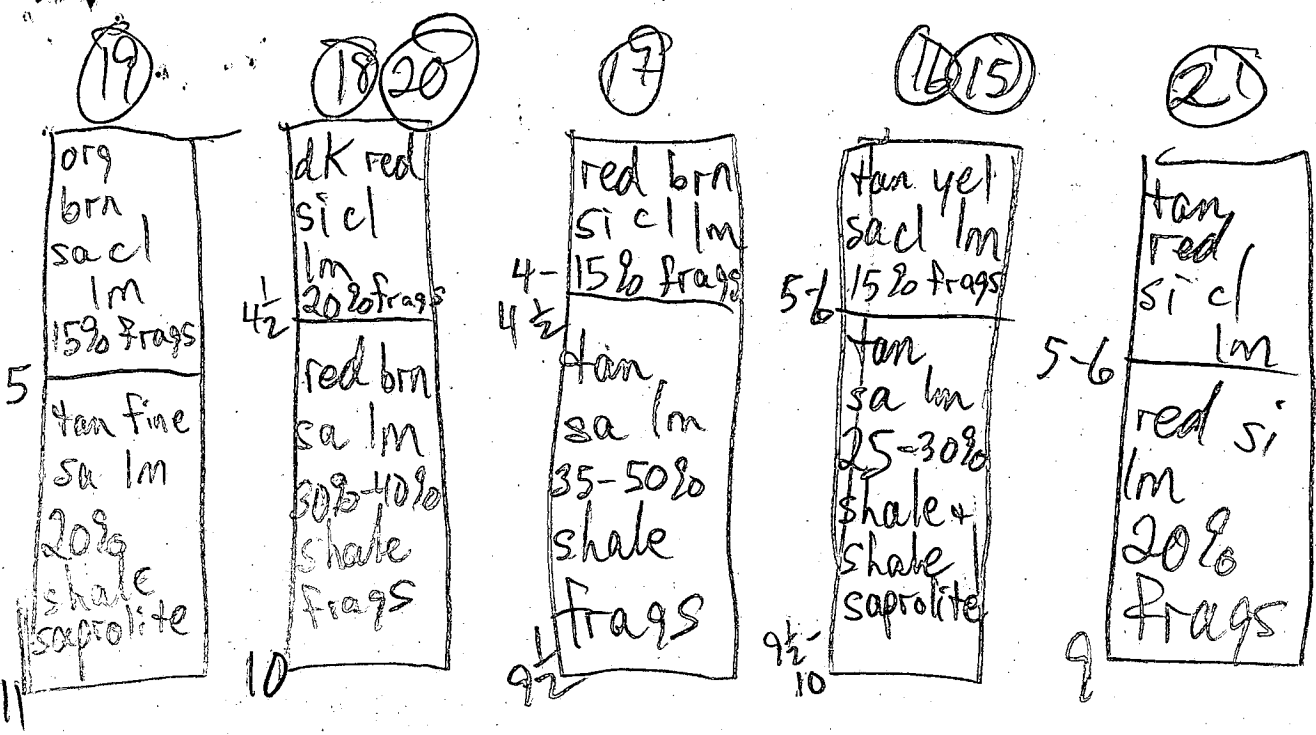 19
org
brn
sa cl
lm
15% frags
5
tan fine
sa lm
20%
shale
saprolite
11
18 20
dk red
si cl
lm
20% frags
4 1/2
red brn
sa lm
30%-40%
shale
frags
10
17
red brn
si cl lm
15% frags
4-
4 1/2
tan
sa lm
35-50%
shale
frags
9 1/2
16 15
tan yel
sa cl lm
15% frags
5-6
tan
sa lm
25-30%
shale +
shale
saprolite
9 1/2-
10
21
tan
red
si cl
lm
5-6
red si
lm
20%
frags
9